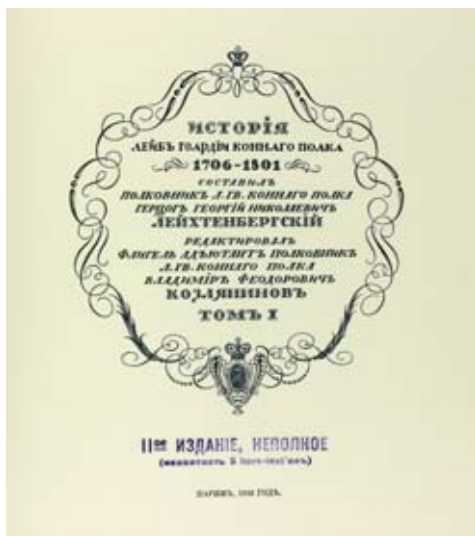 ИСТОРІЯ
ЛЕЙБЪ ГВАРДІИ КОННАГО ПОЛКА
1706-1801
СОСТАВИЛЪ
ПОЛКОВНИКЪ Л.ГВ. КОННАГО ПОЛКА
ГЕРЦОГЪ ГЕОРГІЙ НИКОЛАЕВИЧЪ
ЛЕЙХТЕНБЕРГСКІЙ
РЕДАКТИРОВАЛЪ
ФЛИГЕЛЬ АДЪЮТАНТЪ ПОЛКОВНИКЪ
Л.ГВ. КОННАГО ПОЛКА
ВЛАДИМІРЪ ФЕОДОРОВИЧЪ
КОЗЛЯНИНОВЪ
ТОМЪ I
IIое ИЗДАНІЕ, НЕПОЛНОЕ
ПАРИЖЪ, ГОДЪ.